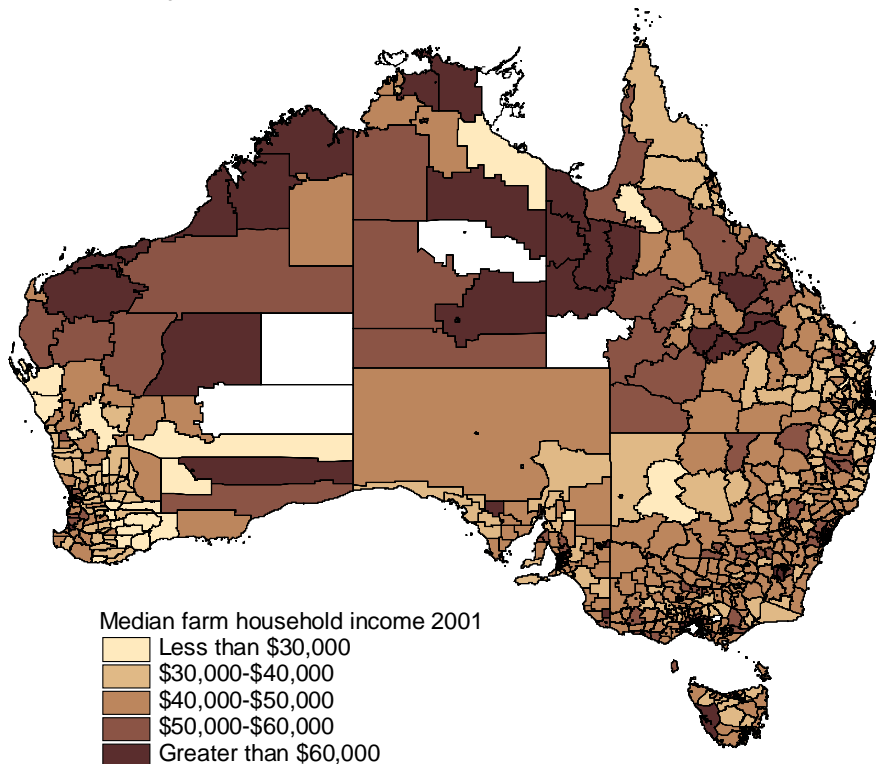 Median farm household income 2001
Less than $30,000
$30,000-$40,000
$40,000-$50,000
$50,000-$60,000
Greater than $60,000